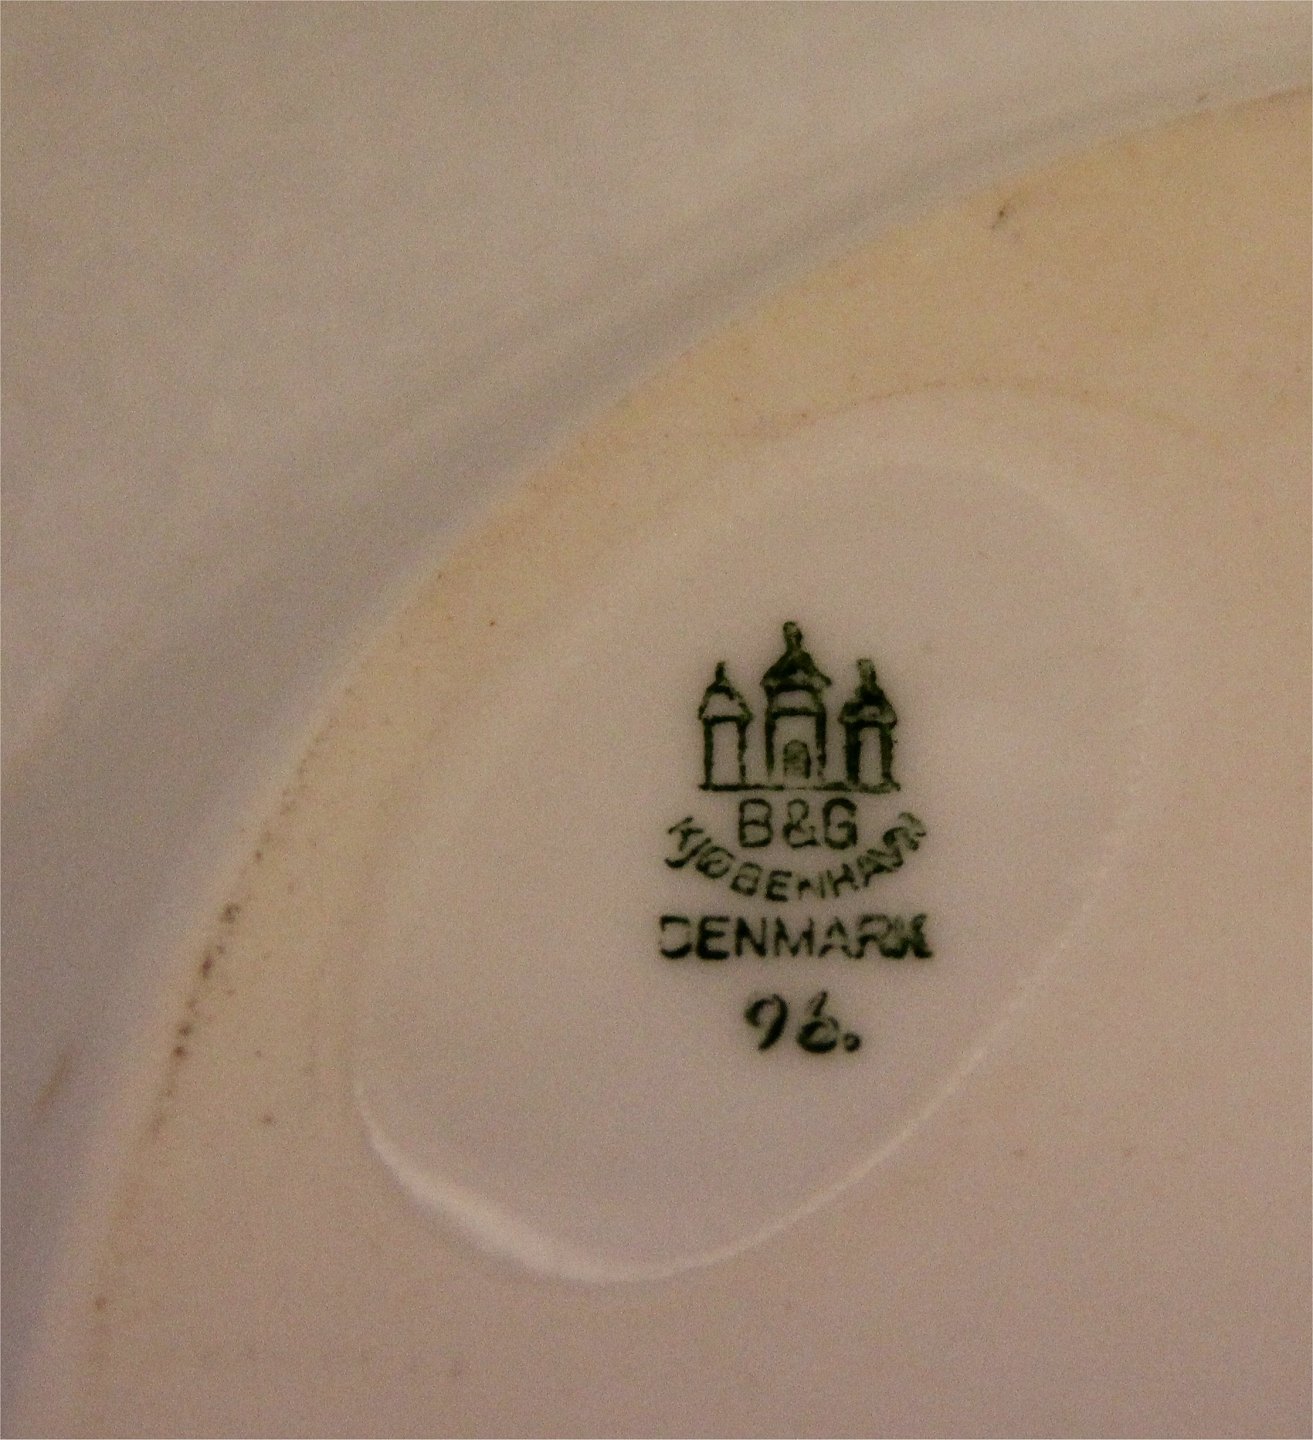 B&G
KJØBENHAVN
DENMARK
96.